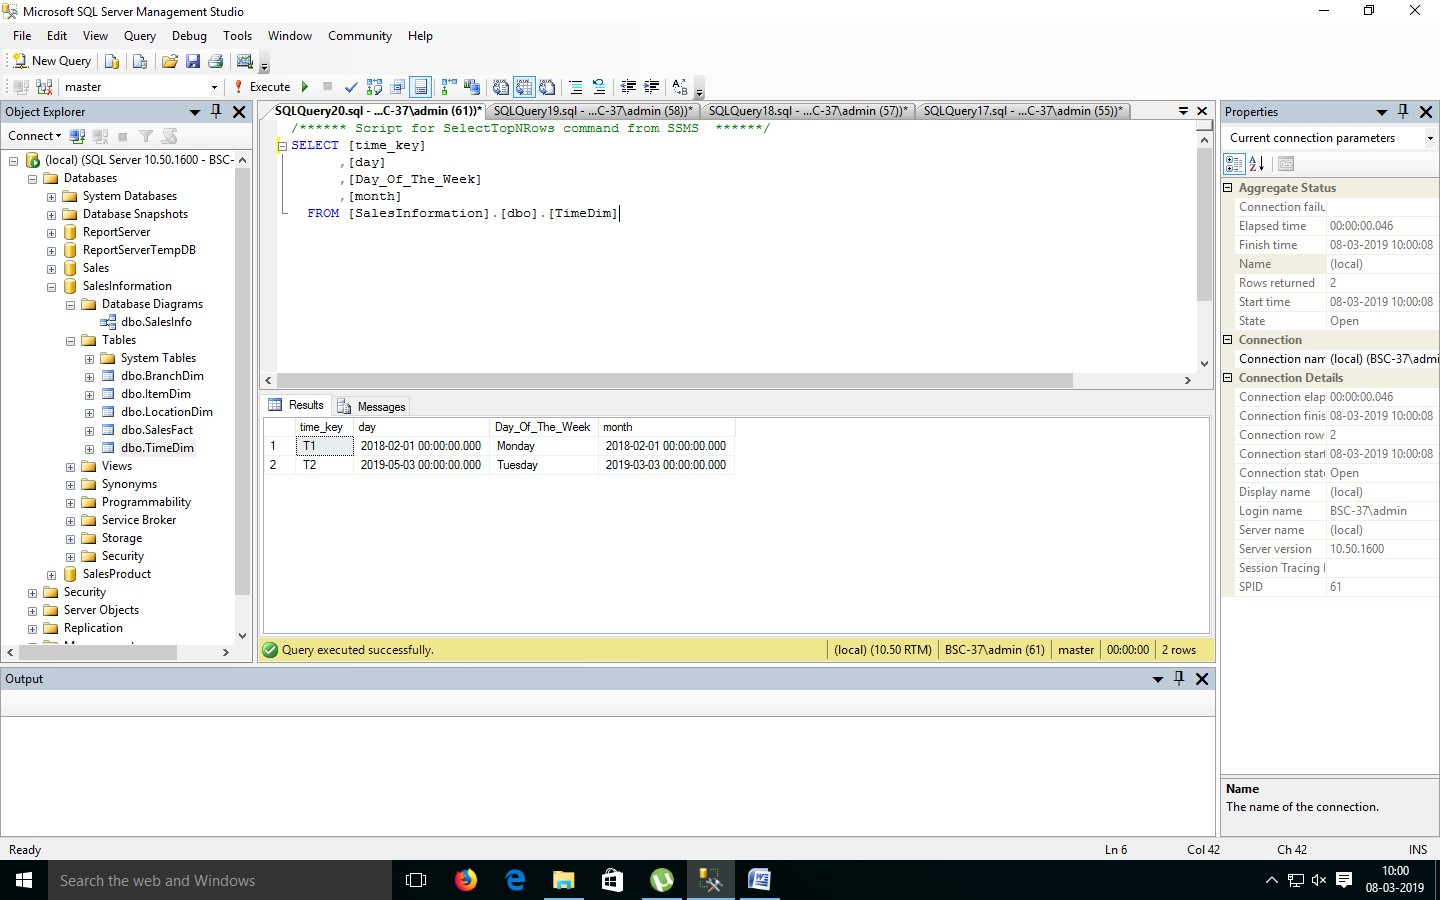 Microsoft SQL Server Management Studio
File Edit View Query Debug Tools Window Community Help
New Query
master Execute
Object Explorer
Connect
(local) (SQL Server 10.50.1600 - BSC-
Databases
System Databases
Database Snapshots
ReportServer
ReportServerTempDB
Sales
SalesInformation
Database Diagrams
dbo.SalesInfo
Tables
System Tables
dbo.BranchDim
dbo.ItemDim
dbo.LocationDim
dbo.SalesFact
dbo.TimeDim
Views
Synonyms
Programmability
Service Broker
Storage
Security
SalesProduct
Security
Server Objects
Replication
SQLQuery20.sql - ...C-37\admin (61))* SQLQuery19.sql - ...C-37\admin (58))* SQLQuery18.sql - ...C-37\admin (57))* SQLQuery17.sql - ...C-37\admin (55))*
/****** Script for SelectTopNRows command from SSMS ******/
SELECT [time_key]
,[day]
,[Day_Of_The_Week]
,[month]
FROM [SalesInformation].[dbo].[TimeDim]
Results Messages
time_key day Day_Of_The_Week month
1 T1 2018-02-01 00:00:00.000 Monday 2018-02-01 00:00:00.000
2 T2 2019-05-03 00:00:00.000 Tuesday 2019-03-03 00:00:00.000
Query executed successfully. (local) (10.50 RTM) BSC-37\admin (61) master 00:00:00 2 rows
Output
Properties
Current connection parameters
Aggregate Status
Connection failu
Elapsed time 00:00:00.046
Finish time 08-03-2019 10:00:08
Name (local)
Rows returned 2
Start time 08-03-2019 10:00:08
State Open
Connection
Connection nam (local) (BSC-37\admi
Connection Details
Connection elap 00:00:00.046
Connection finis 08-03-2019 10:00:08
Connection row 2
Connection start 08-03-2019 10:00:08
Connection stat Open
Display name (local)
Login name BSC-37\admin
Server name (local)
Server version 10.50.1600
Session Tracing I
SPID 61
Name
The name of the connection.
Ready Ln 6 Col 42 Ch 42 INS
Search the web and Windows
10:00
08-03-2019